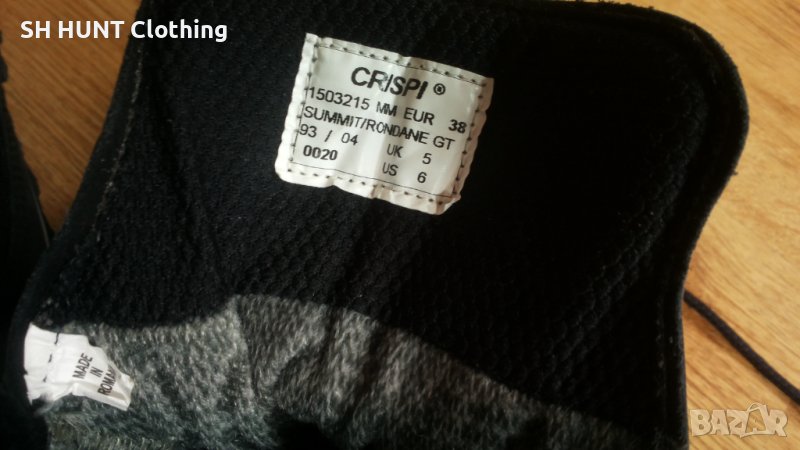 SH HUNT Clothing
CRISPI ®
1503215 MM EUR 38
SUMMIT/RONDANE GT
93 / 04 UK 5
0020 US 6
MADE
IN
BAZAR